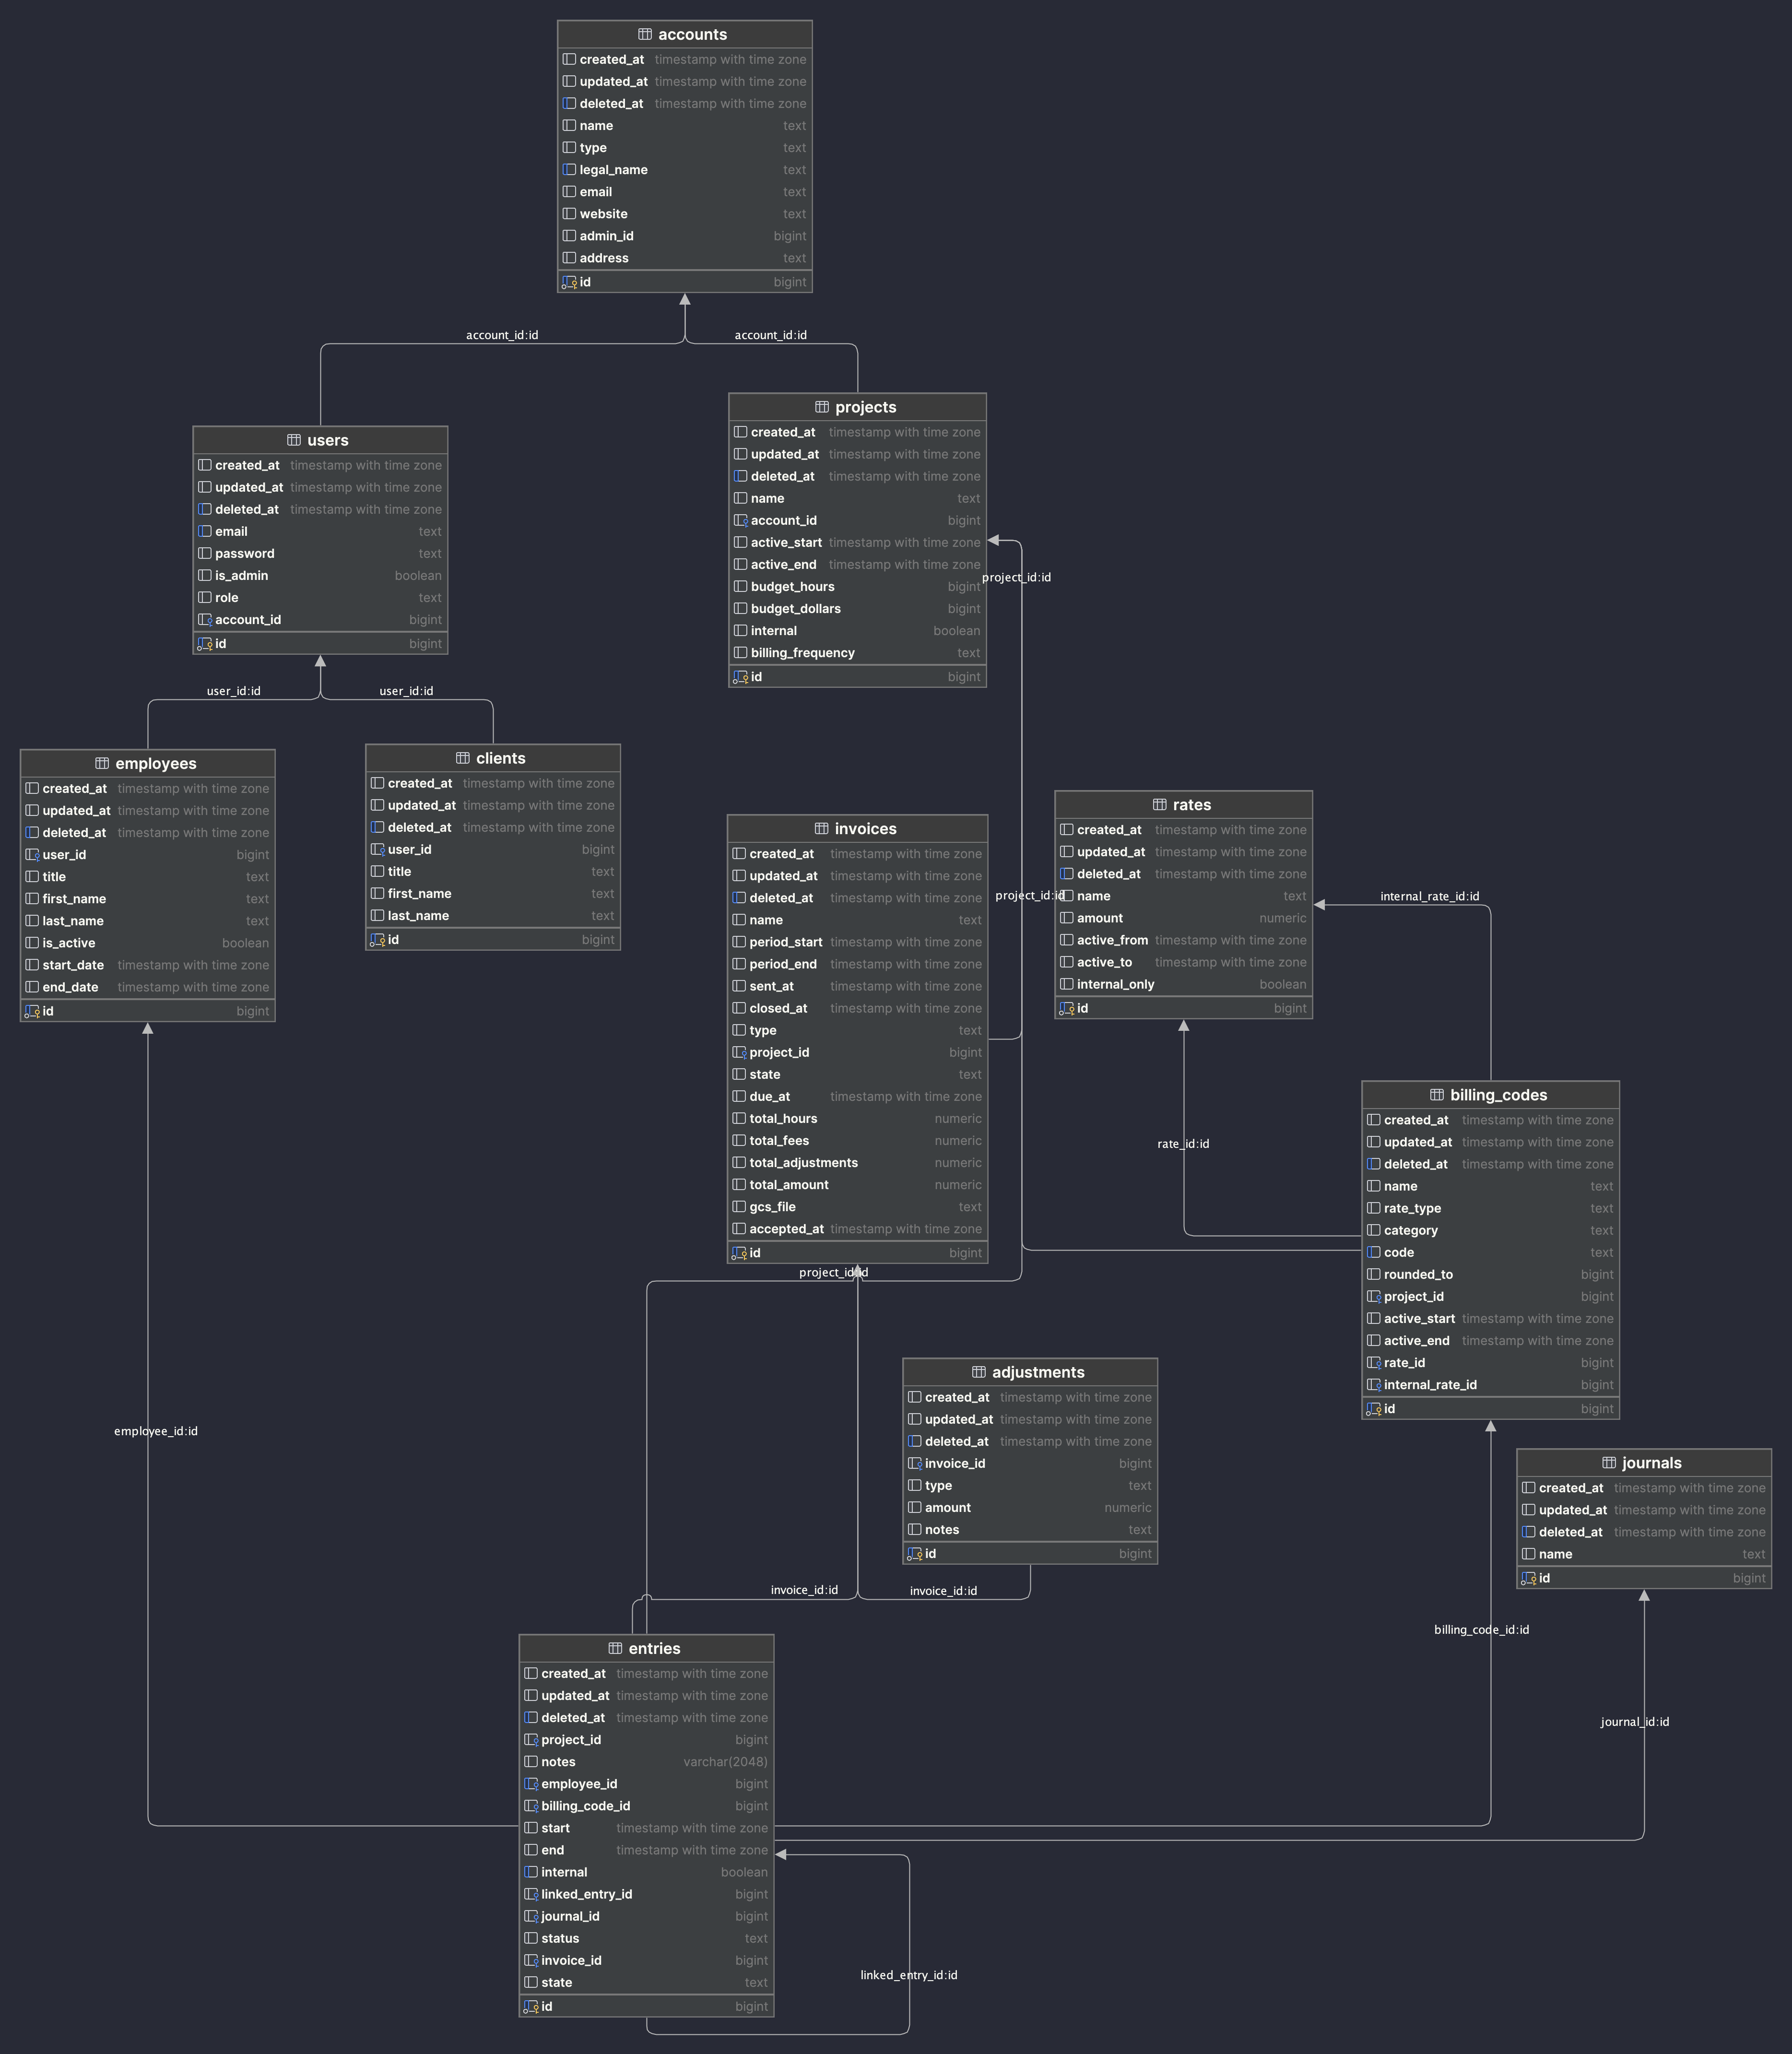 accounts
created_at timestamp with time zone
updated_at timestamp with time zone
deleted_at timestamp with time zone
name text
type text
legal_name text
email text
website text
admin_id bigint
address text
id bigint
account_id:id
account_id:id
projects
created_at timestamp with time zone
updated_at timestamp with time zone
deleted_at timestamp with time zone
name text
account_id bigint
active_start timestamp with time zone
active_end timestamp with time zone
budget_hours bigint
budget_dollars bigint
internal boolean
billing_frequency text
id bigint
users
created_at timestamp with time zone
updated_at timestamp with time zone
deleted_at timestamp with time zone
email text
password text
is_admin boolean
role text
account_id bigint
id bigint
project_id:id
user_id:id
user_id:id
employees
created_at timestamp with time zone
updated_at timestamp with time zone
deleted_at timestamp with time zone
user_id bigint
title text
first_name text
last_name text
is_active boolean
start_date timestamp with time zone
end_date timestamp with time zone
id bigint
clients
created_at timestamp with time zone
updated_at timestamp with time zone
deleted_at timestamp with time zone
user_id bigint
title text
first_name text
last_name text
id bigint
invoices
created_at timestamp with time zone
updated_at timestamp with time zone
deleted_at timestamp with time zone
name text
period_start timestamp with time zone
period_end timestamp with time zone
sent_at timestamp with time zone
closed_at timestamp with time zone
type text
project_id bigint
state text
due_at timestamp with time zone
total_hours numeric
total_fees numeric
total_adjustments numeric
total_amount numeric
gcs_file text
accepted_at timestamp with time zone
id bigint
project_id:id
rates
created_at timestamp with time zone
updated_at timestamp with time zone
deleted_at timestamp with time zone
name text
amount numeric
active_from timestamp with time zone
active_to timestamp with time zone
internal_only boolean
id bigint
internal_rate_id:id
rate_id:id
billing_codes
created_at timestamp with time zone
updated_at timestamp with time zone
deleted_at timestamp with time zone
name text
rate_type text
category text
code text
rounded_to bigint
project_id bigint
active_start timestamp with time zone
active_end timestamp with time zone
rate_id bigint
internal_rate_id bigint
id bigint
project_id:id
adjustments
created_at timestamp with time zone
updated_at timestamp with time zone
deleted_at timestamp with time zone
invoice_id bigint
type text
amount numeric
notes text
id bigint
employee_id:id
journals
created_at timestamp with time zone
updated_at timestamp with time zone
deleted_at timestamp with time zone
name text
id bigint
invoice_id:id
invoice_id:id
billing_code_id:id
journal_id:id
entries
created_at timestamp with time zone
updated_at timestamp with time zone
deleted_at timestamp with time zone
project_id bigint
notes varchar(2048)
employee_id bigint
billing_code_id bigint
start timestamp with time zone
end timestamp with time zone
internal boolean
linked_entry_id bigint
journal_id bigint
status text
invoice_id bigint
state text
id bigint
linked_entry_id:id